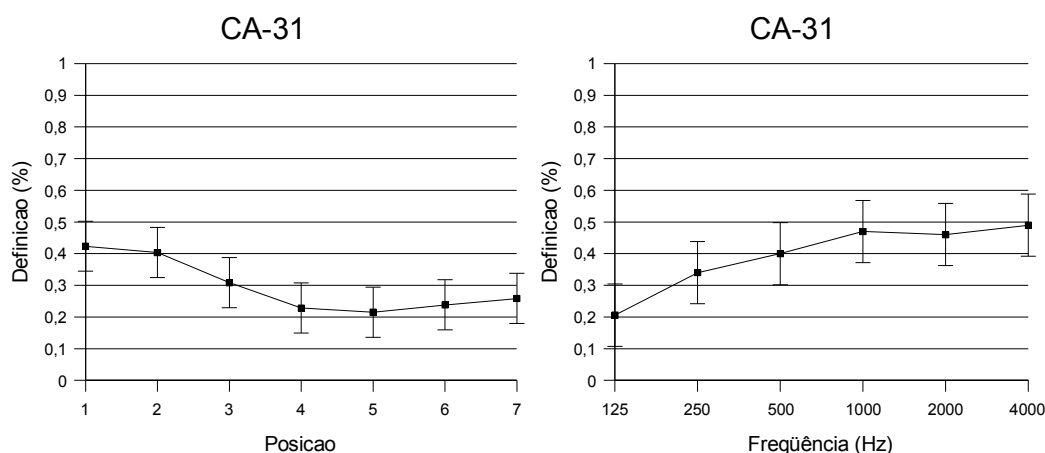 CA-31
1
0,9
0,8
0,7
0,6
0,5
0,4
0,3
0,2
0,1
0
Definicao (%)
1 2 3 4 5 6 7
Posicao
CA-31
1
0,9
0,8
0,7
0,6
0,5
0,4
0,3
0,2
0,1
0
Definicao (%)
125 250 500 1000 2000 4000
Freqüência (Hz)